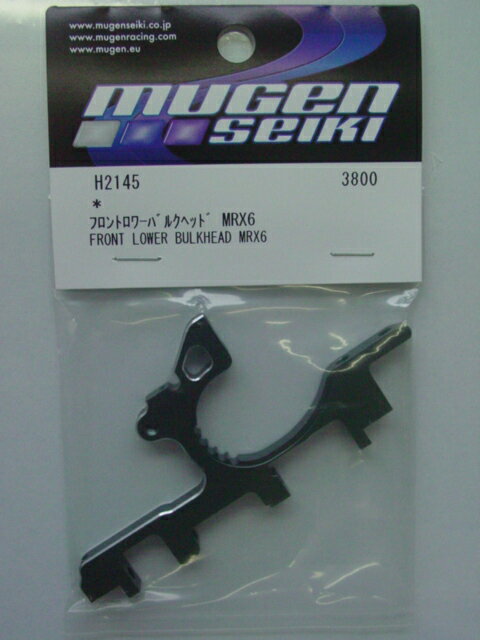 www.mugenseiki.co.jp
www.mugenracing.com
www.mugen.eu
mugen
seiki
H2145 3800
*
ﾌﾛﾝﾄﾛﾜｰﾊﾞﾙｸﾍｯﾄﾞ MRX6
FRONT LOWER BULKHEAD MRX6